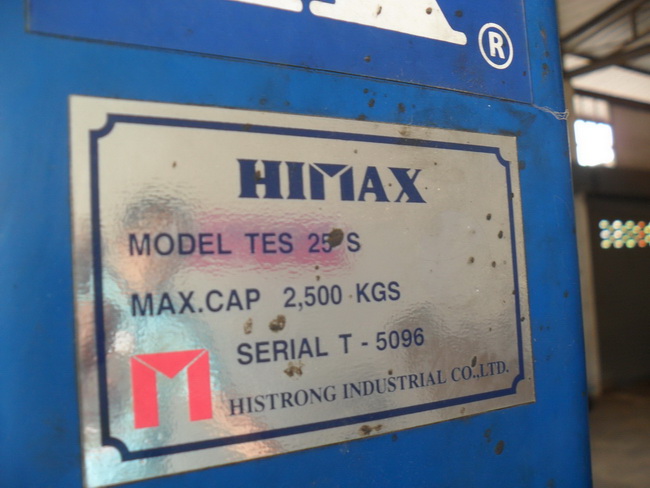 ®
HIMAX
MODEL TES 25 S
MAX.CAP 2,500 KGS
SERIAL T - 5096
HISTRONG INDUSTRIAL CO.,LTD.